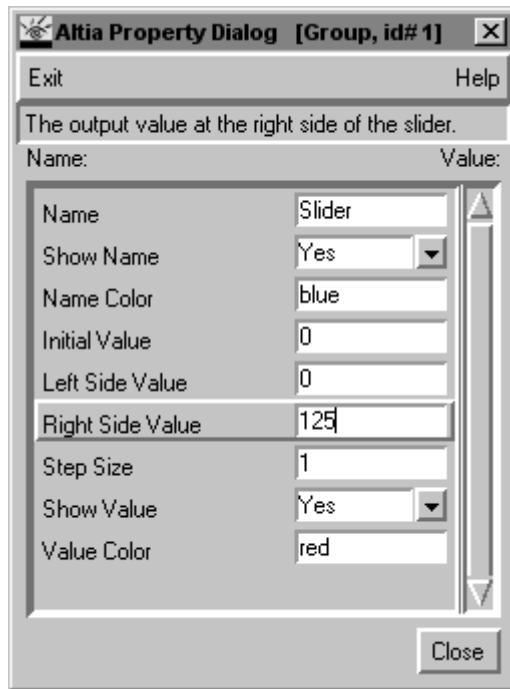 Altia Property Dialog [Group, id# 1]
Exit Help
The output value at the right side of the slider.
Name: Value:
Name Slider
Show Name Yes
Name Color blue
Initial Value 0
Left Side Value 0
Right Side Value 125
Step Size 1
Show Value Yes
Value Color red
Close